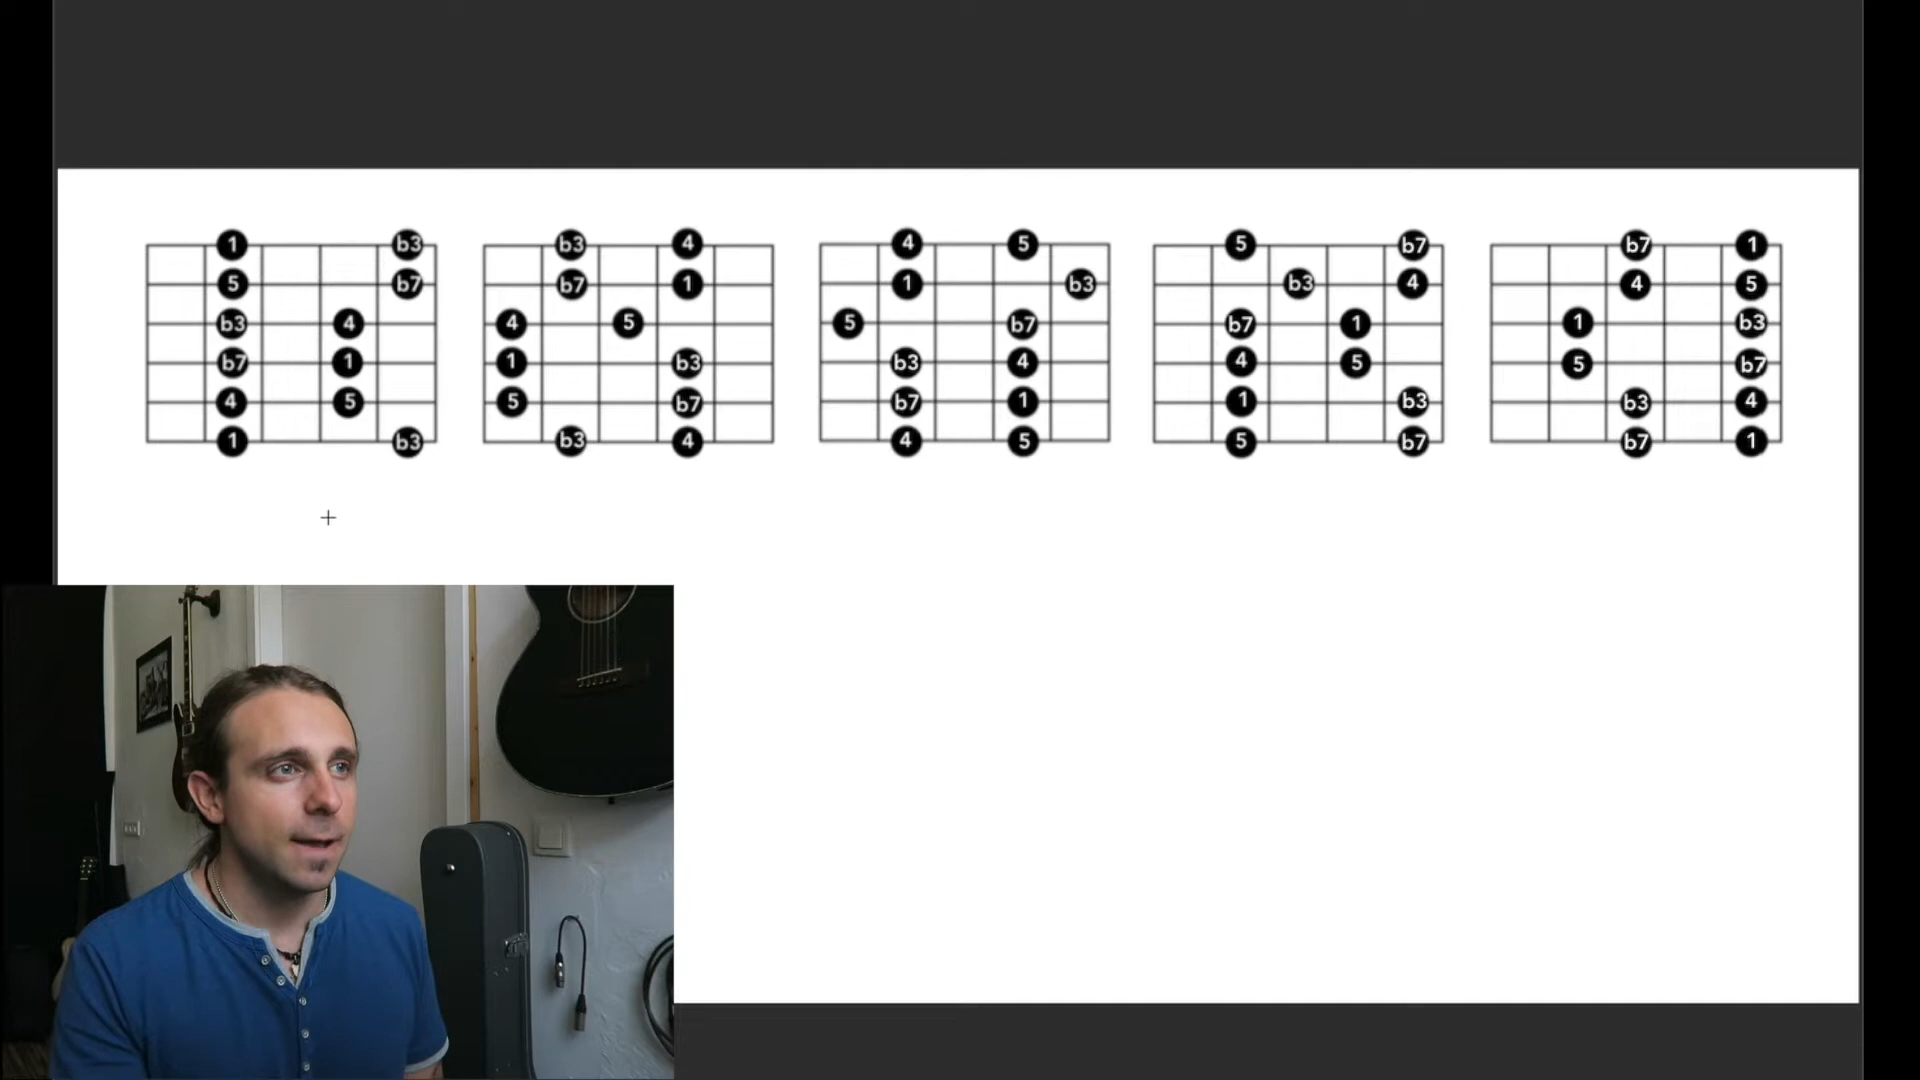 1 b3 b3 4 4 5 5 b7 b7 1
5 b7 b7 1 1 b3 b3 4 4 5
b3 4 4 5 5 b7 b7 1 1 b3
b7 1 1 b3 b3 4 4 5 5 b7
4 5 5 b7 b7 1 1 b3 b3 4
1 b3 b3 4 4 5 5 b7 b7 1